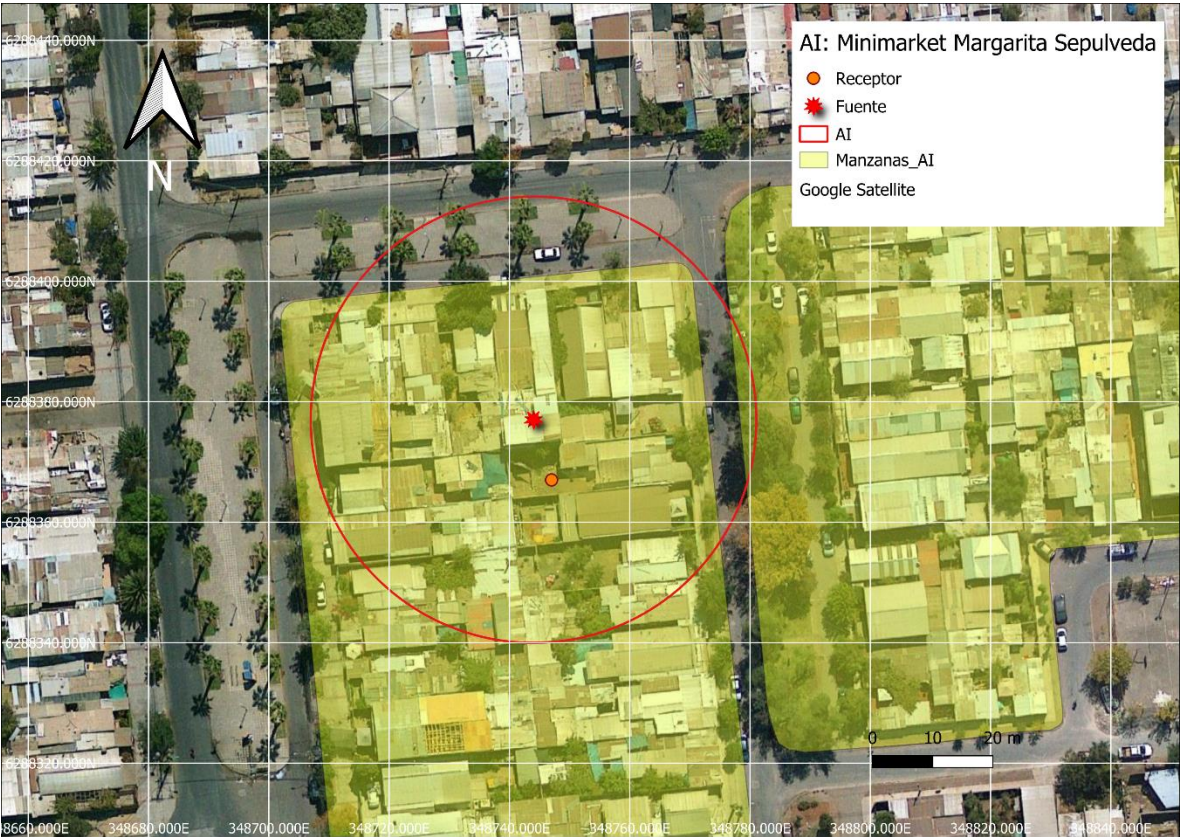 6288440.000N
AI: Minimarket Margarita Sepulveda
Receptor
Fuente
AI
Manzanas_AI
Google Satellite
6288420.000N
N
6288400.000N
6288380.000N
6288360.000N
6288340.000N
0 10 20 m
6288320.000N
348660.000E 348680.000E 348700.000E 348720.000E 348740.000E 348760.000E 348780.000E 348800.000E 348820.000E 348840.000E